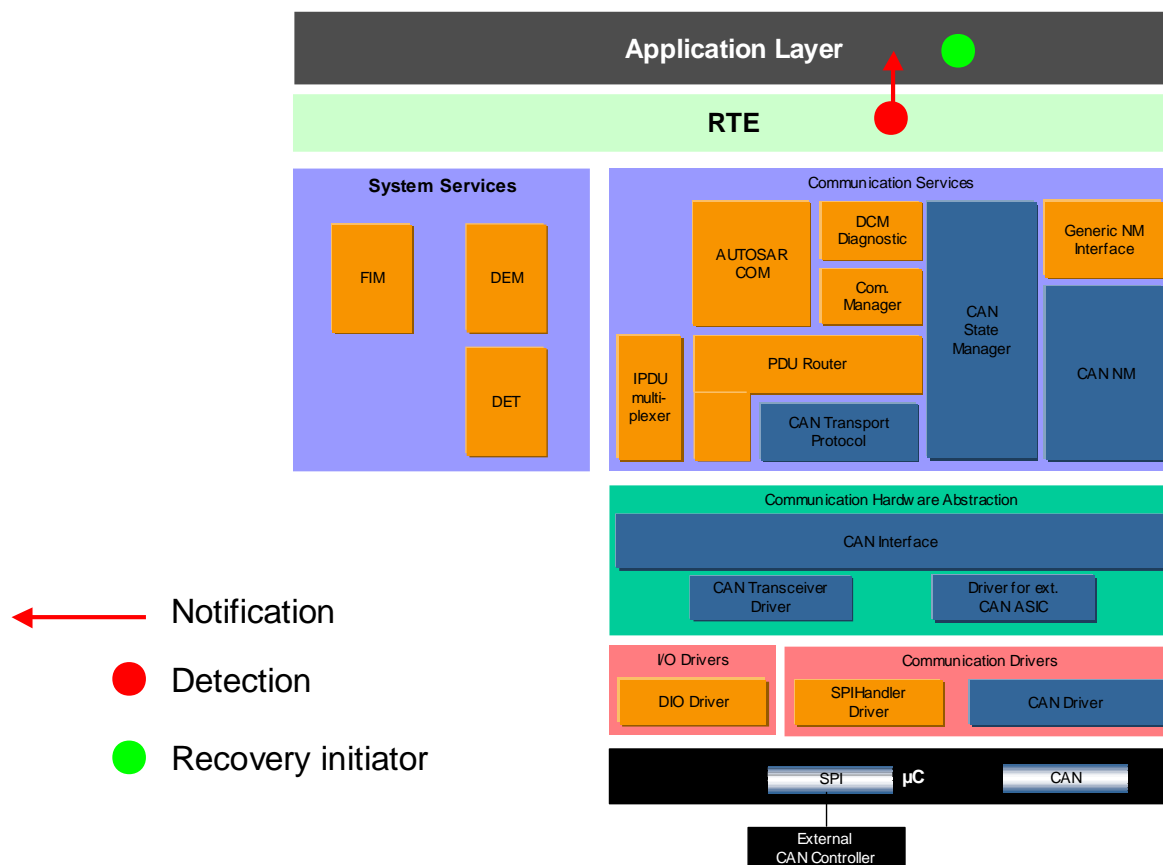 Application Layer
RTE
System Services
FIM
DEM
DET
Communication Services
AUTOSAR
COM
DCM
Diagnostic
Com.
Manager
CAN
State
Manager
Generic NM
Interface
CAN NM
IPDU
multi-
plexer
PDU Router
CAN Transport
Protocol
Communication Hardware Abstraction
CAN Interface
CAN Transceiver
Driver
Driver for ext.
CAN ASIC
I/O Drivers
DIO Driver
Communication Drivers
SPIHandler
Driver
CAN Driver
SPI
µC
CAN
External
CAN Controller
Notification
Detection
Recovery initiator